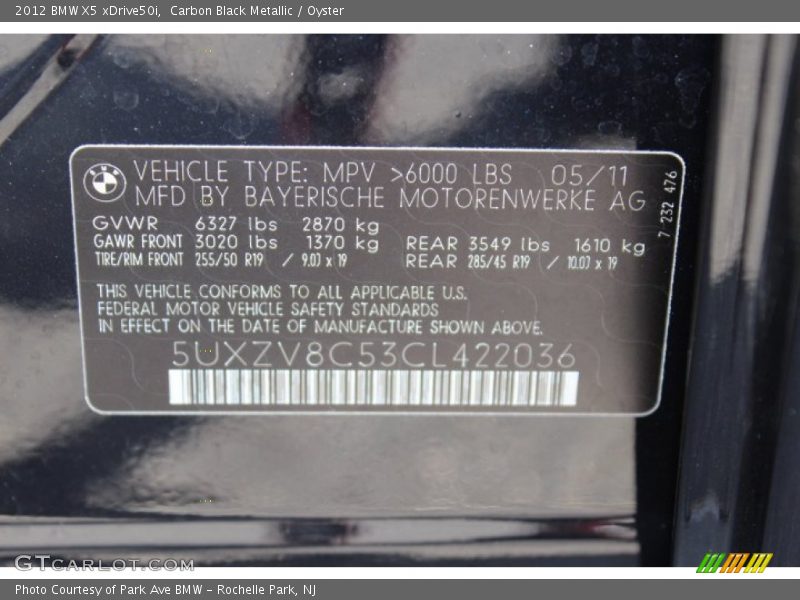 2012 BMW X5 xDrive50i, Carbon Black Metallic / Oyster
VEHICLE TYPE: MPV >6000 LBS 05/11
MFD BY BAYERISCHE MOTORENWERKE AG
7 232 476
GVWR 6327 lbs 2870 kg
GAWR FRONT 3020 lbs 1370 kg REAR 3549 lbs 1610 kg
TIRE/RIM FRONT 255/50 R19 / 9.0J x 19 REAR 285/45 R19 / 10.0J x 19
THIS VEHICLE CONFORMS TO ALL APPLICABLE U.S.
FEDERAL MOTOR VEHICLE SAFETY STANDARDS
IN EFFECT ON THE DATE OF MANUFACTURE SHOWN ABOVE.
5UXZV8C53CL422036
GTCARLOT.COM
Photo Courtesy of Park Ave BMW - Rochelle Park, NJ